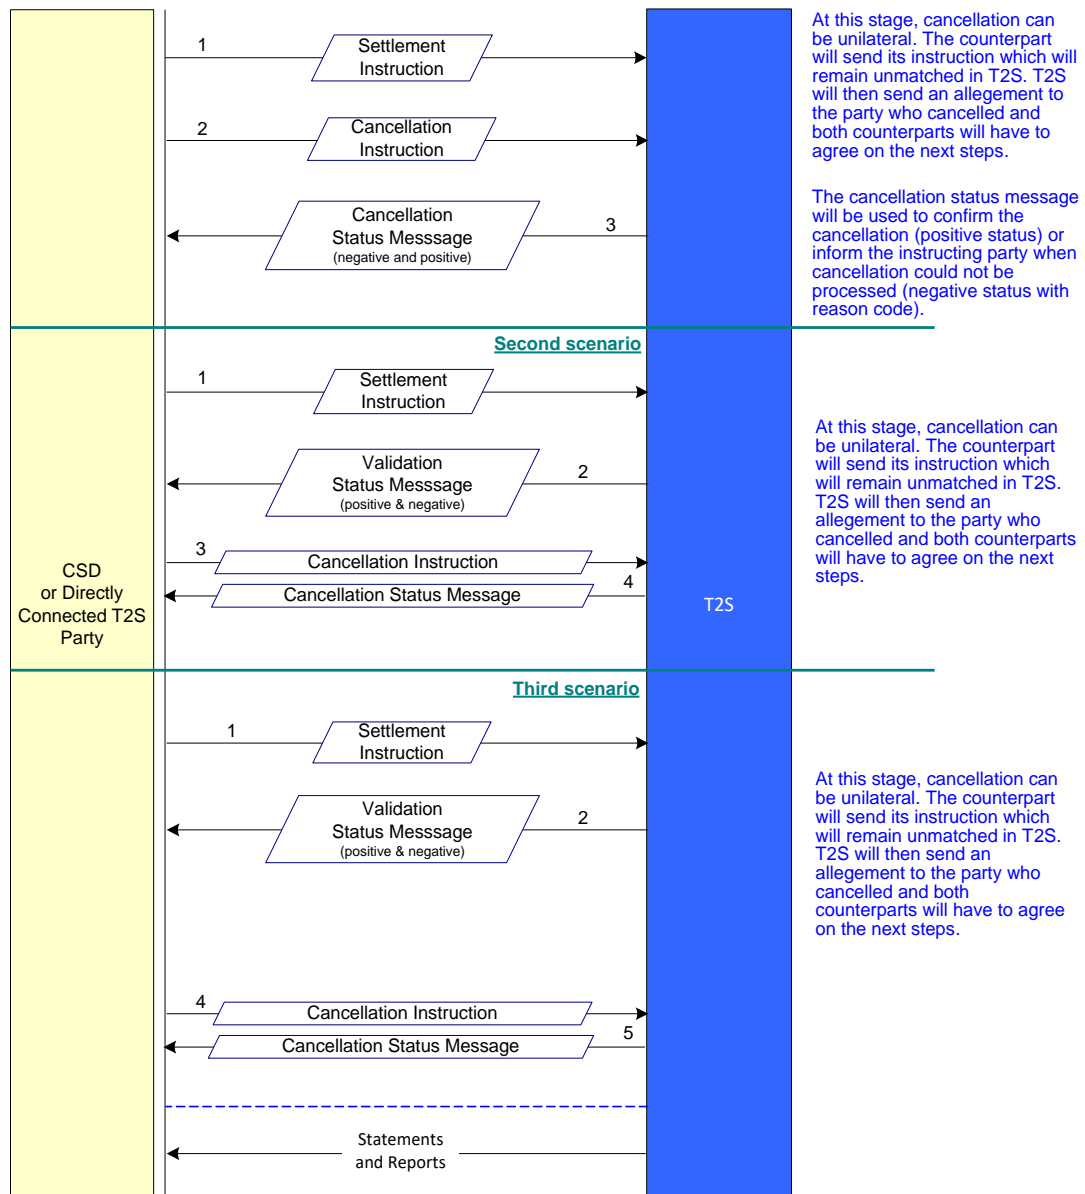 1
Settlement
Instruction
At this stage, cancellation can
be unilateral. The counterpart
will send its instruction which will
remain unmatched in T2S. T2S
will then send an allegement to
the party who cancelled and
both counterparts will have to
agree on the next steps.
2
Cancellation
Instruction
Cancellation
Status Messsage
(negative and positive)
3
The cancellation status message
will be used to confirm the
cancellation (positive status) or
inform the instructing party when
cancellation could not be
processed (negative status with
reason code).
Second scenario
1
Settlement
Instruction
Validation
Status Messsage
(positive & negative)
2
At this stage, cancellation can
be unilateral. The counterpart
will send its instruction which
will remain unmatched in T2S.
T2S will then send an
allegement to the party who
cancelled and both counterparts
will have to agree on the next
steps.
3
Cancellation Instruction
Cancellation Status Message
4
CSD
or Directly
Connected T2S
Party
T2S
Third scenario
1
Settlement
Instruction
Validation
Status Messsage
(positive & negative)
2
At this stage, cancellation can
be unilateral. The counterpart
will send its instruction which
will remain unmatched in T2S.
T2S will then send an
allegement to the party who
cancelled and both
counterparts will have to agree
on the next steps.
4
Cancellation Instruction
Cancellation Status Message
5
Statements
and Reports